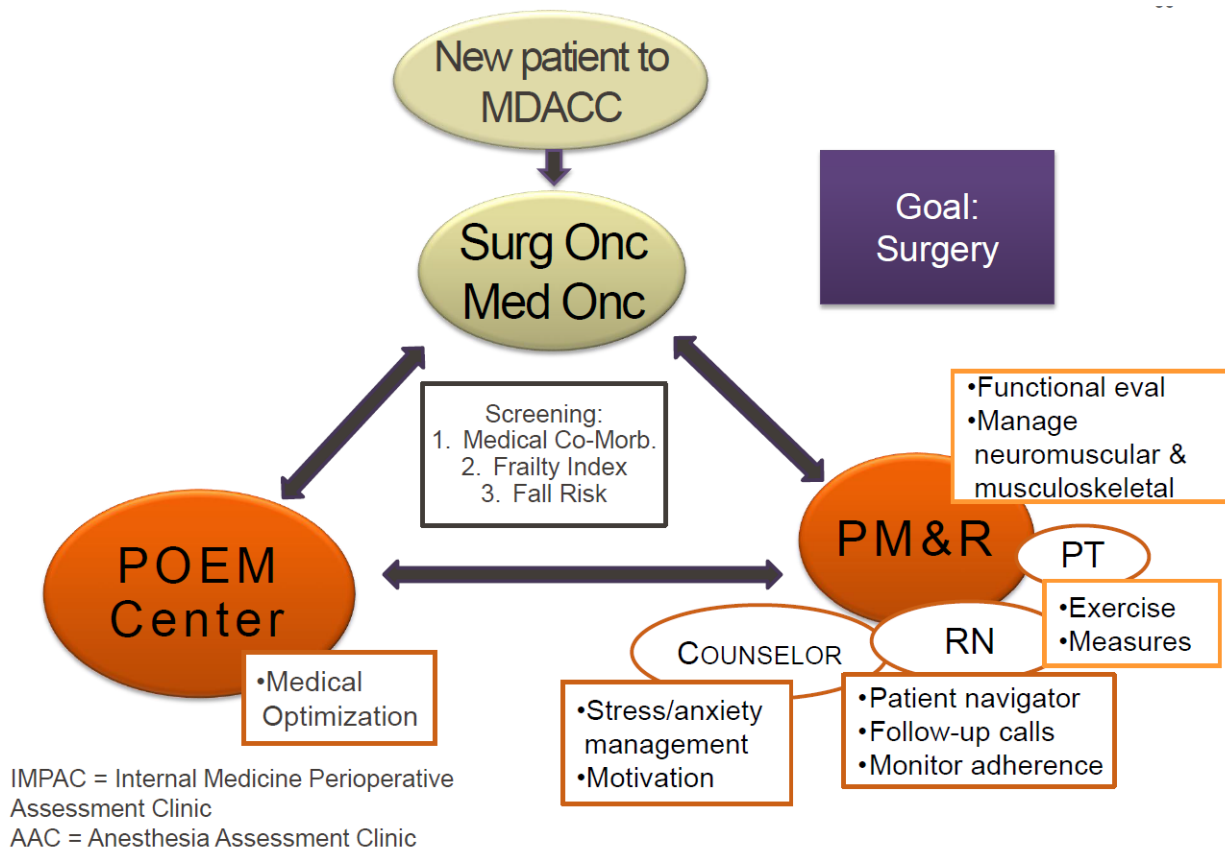 New patient to
MDACC
Surg Onc
Med Onc
Goal:
Surgery
Screening:
1. Medical Co-Morb.
2. Frailty Index
3. Fall Risk
•Functional eval
•Manage
neuromuscular &
musculoskeletal
POEM
Center
•Medical
Optimization
PM&R
PT
•Exercise
•Measures
COUNSELOR
•Stress/anxiety
management
•Motivation
RN
•Patient navigator
•Follow-up calls
•Monitor adherence
IMPAC = Internal Medicine Perioperative
Assessment Clinic
AAC = Anesthesia Assessment Clinic